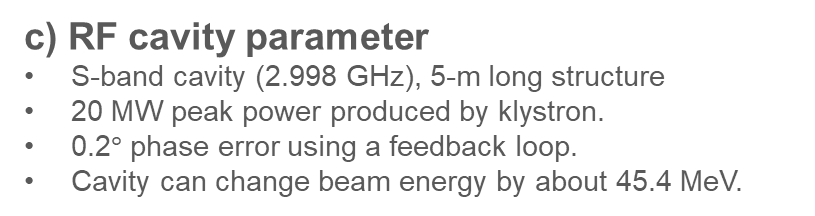 c) RF cavity parameter
• S-band cavity (2.998 GHz), 5-m long structure
• 20 MW peak power produced by klystron.
• 0.2° phase error using a feedback loop.
• Cavity can change beam energy by about 45.4 MeV.